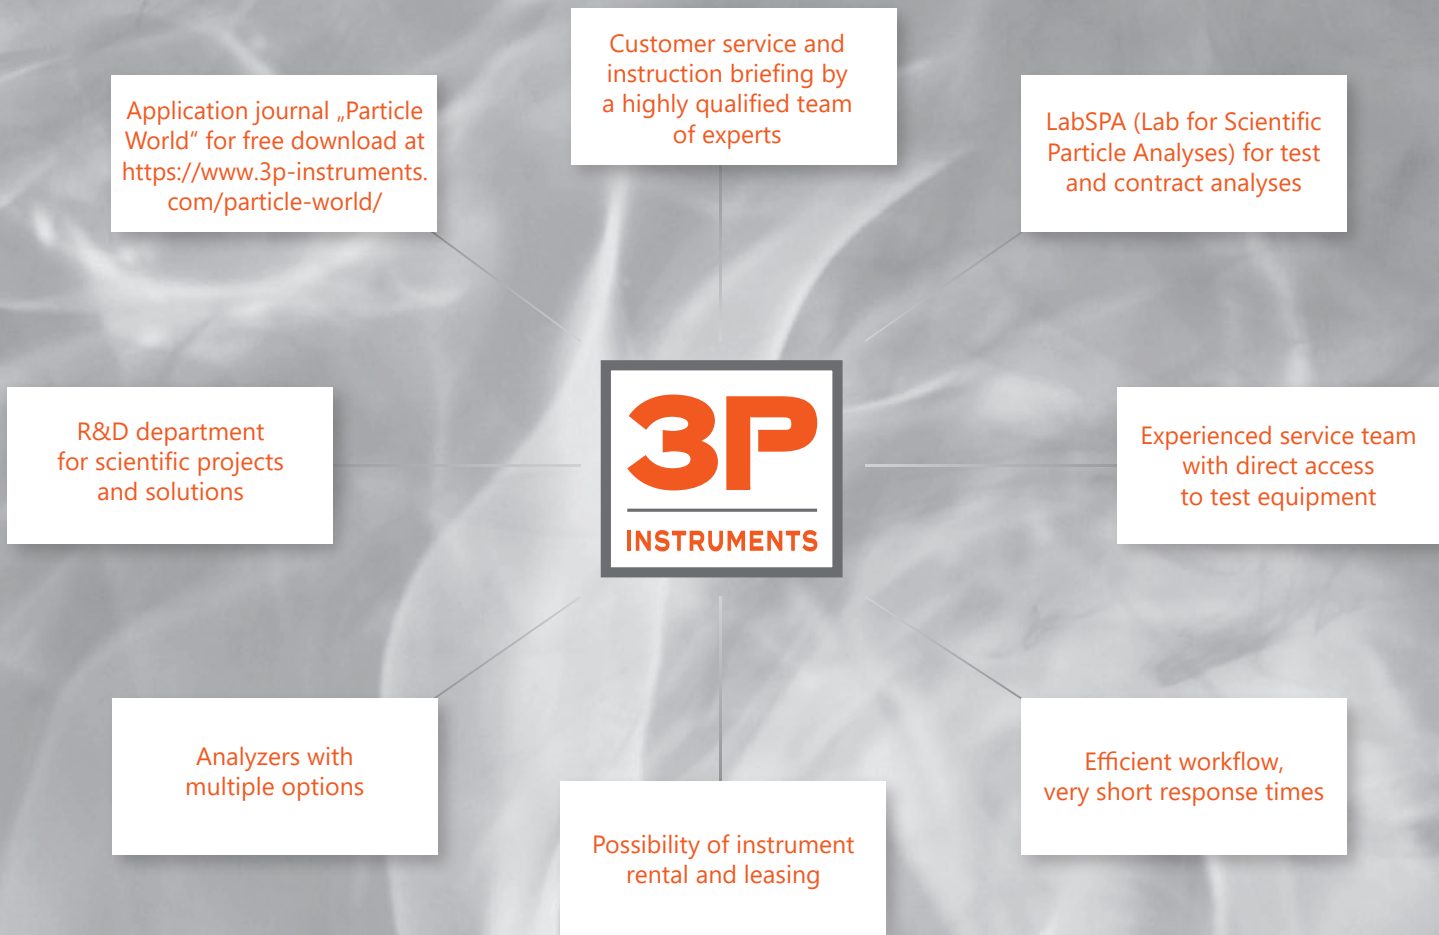 Customer service and
instruction briefing by
a highly qualified team
of experts
Application journal „Particle
World“ for free download at
https://www.3p-instruments.
com/particle-world/
LabSPA (Lab for Scientific
Particle Analyses) for test
and contract analyses
R&D department
for scientific projects
and solutions
3P
INSTRUMENTS
Experienced service team
with direct access
to test equipment
Analyzers with
multiple options
Possibility of instrument
rental and leasing
Efficient workflow,
very short response times